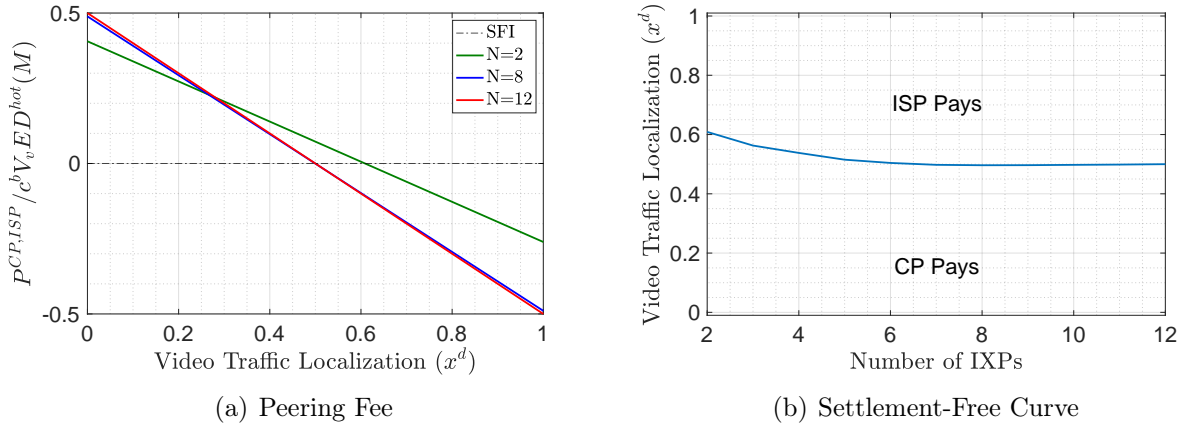 P^{CP,ISP}/c^bV_vED^{hot}(M)
0.5
0
-0.5
0
0.2
0.4
0.6
0.8
1
Video Traffic Localization (x^d)
SFI
N=2
N=8
N=12
(a) Peering Fee
Video Traffic Localization (x^d)
1
0.8
0.6
0.4
0.2
0
2
4
6
8
10
12
Number of IXPs
ISP Pays
CP Pays
(b) Settlement-Free Curve